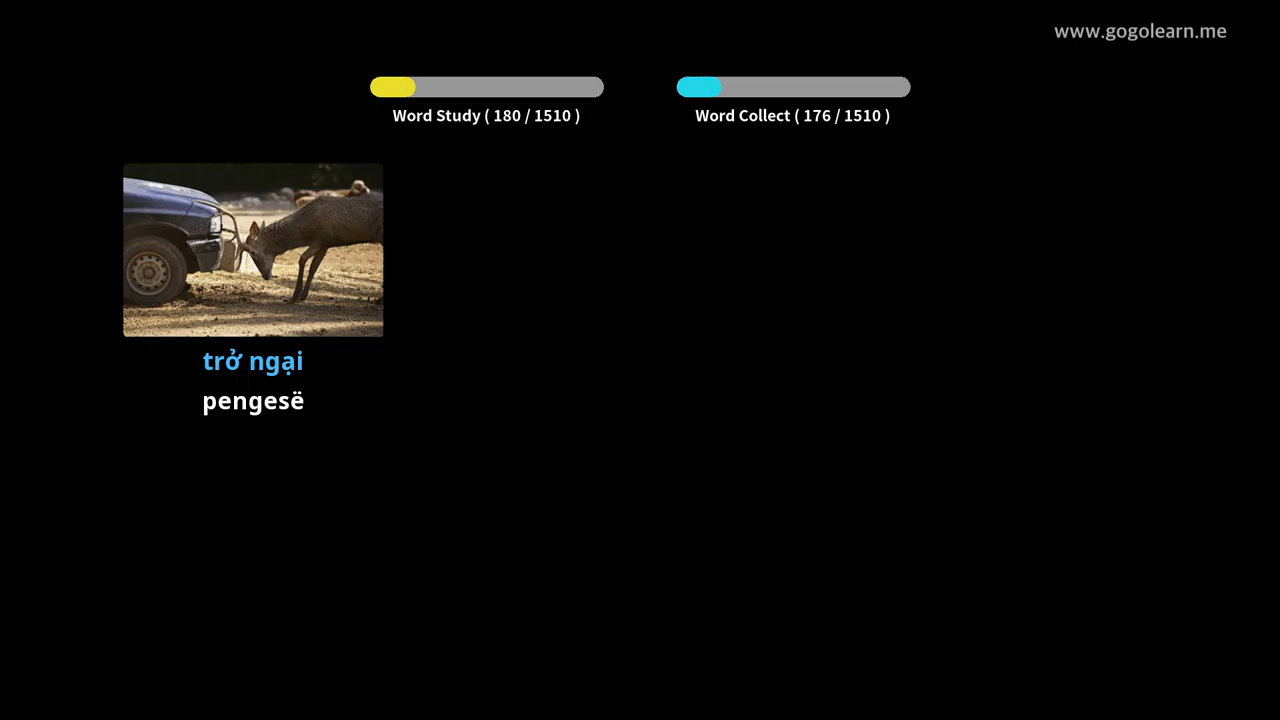 www.gogolearn.me
Word Study ( 180 / 1510 )
Word Collect ( 176 / 1510 )
trở ngại
pengesë